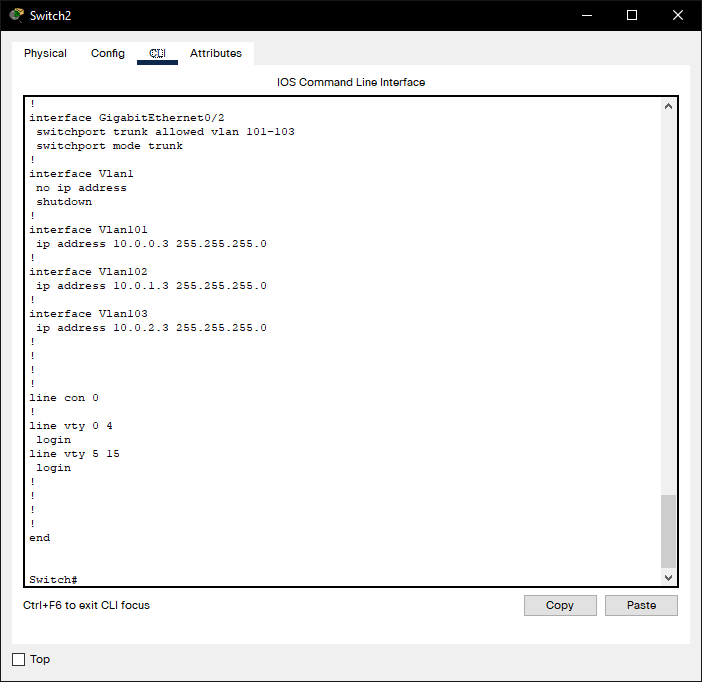 Switch2
Physical Config CLI Attributes
IOS Command Line Interface
!
interface GigabitEthernet0/2
 switchport trunk allowed vlan 101-103
 switchport mode trunk
!
interface Vlan1
 no ip address
 shutdown
!
interface Vlan101
 ip address 10.0.0.3 255.255.255.0
!
interface Vlan102
 ip address 10.0.1.3 255.255.255.0
!
interface Vlan103
 ip address 10.0.2.3 255.255.255.0
!
!
!
!
line con 0
!
line vty 0 4
 login
line vty 5 15
 login
!
!
!
!
end
Switch#
Ctrl+F6 to exit CLI focus
Copy Paste
Top